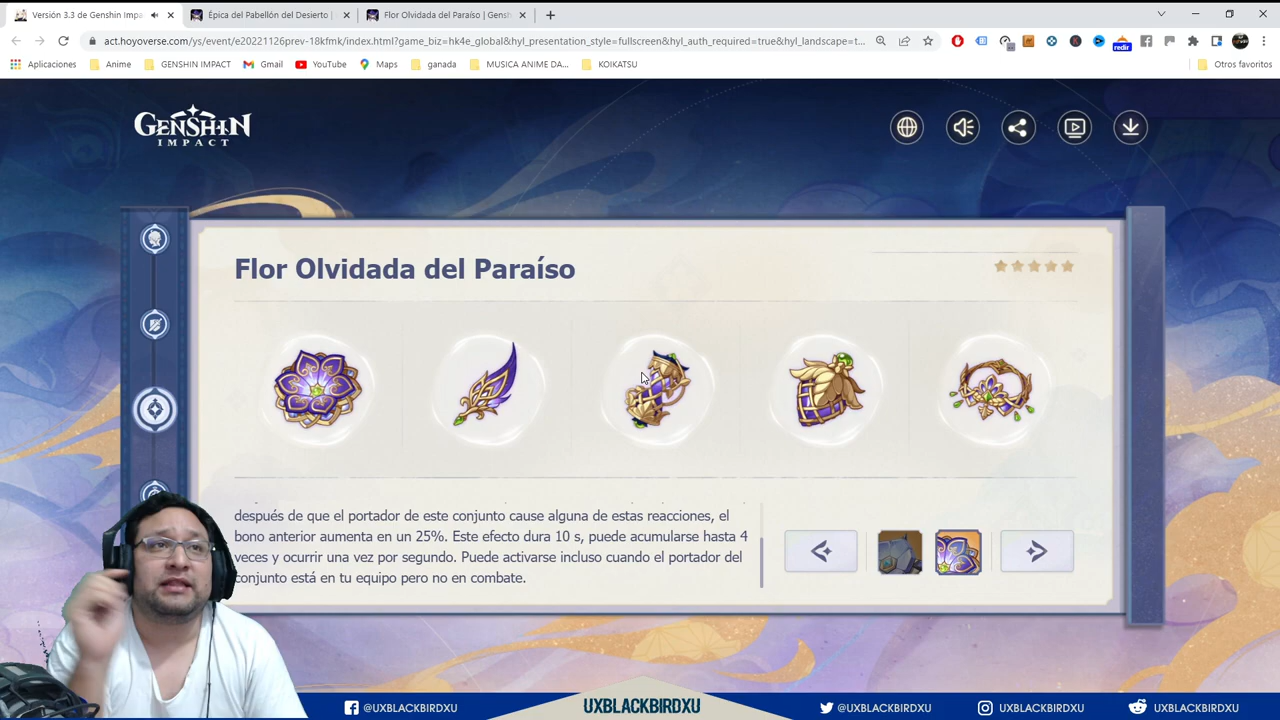 Versión 3.3 de Genshin Impa
Épica del Pabellón del Desierto |
Flor Olvidada del Paraíso | Gensh
act.hoyoverse.com/ys/event/e20221126prev-18kfmk/index.html?game_biz=hk4e_global&hyl_presentation_style=fullscreen&hyl_auth_required=true&hyl_landscape=t...
redir
Aplicaciones
Anime
GENSHIN IMPACT
Gmail
YouTube
Maps
ganada
MUSICA ANIME DA...
KOIKATSU
Otros favoritos
GENSHIN
IMPACT
Flor Olvidada del Paraíso
después de que el portador de este conjunto cause alguna de estas reacciones, el
bono anterior aumenta en un 25%. Este efecto dura 10 s, puede acumularse hasta 4
veces y ocurrir una vez por segundo. Puede activarse incluso cuando el portador del
conjunto está en tu equipo pero no en combate.
@UXBLACKBIRDXU
UXBLACKBIRDXU
@UXBLACKBIRDXU
UXBLACKBIRDXU
UXBLACKBIRDXU